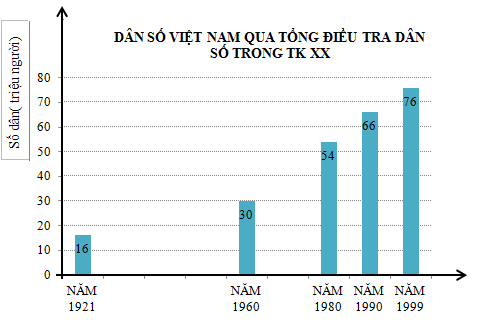 DÂN SỐ VIỆT NAM QUA TỔNG ĐIỀU TRA DÂN
SỐ TRONG TK XX
Số dân( triệu người)
80
70
60
50
40
30
20
10
0
16
30
54
66
76
NĂM 1921
NĂM 1960
NĂM 1980
NĂM 1990
NĂM 1999